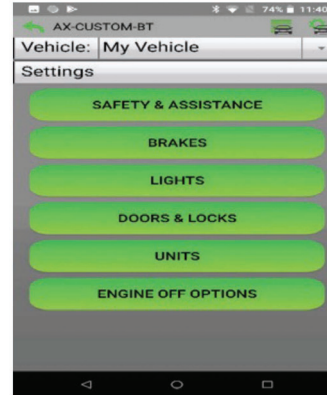 74% 11:40
AX-CUSTOM-BT
Vehicle: My Vehicle
Settings
SAFETY & ASSISTANCE
BRAKES
LIGHTS
DOORS & LOCKS
UNITS
ENGINE OFF OPTIONS